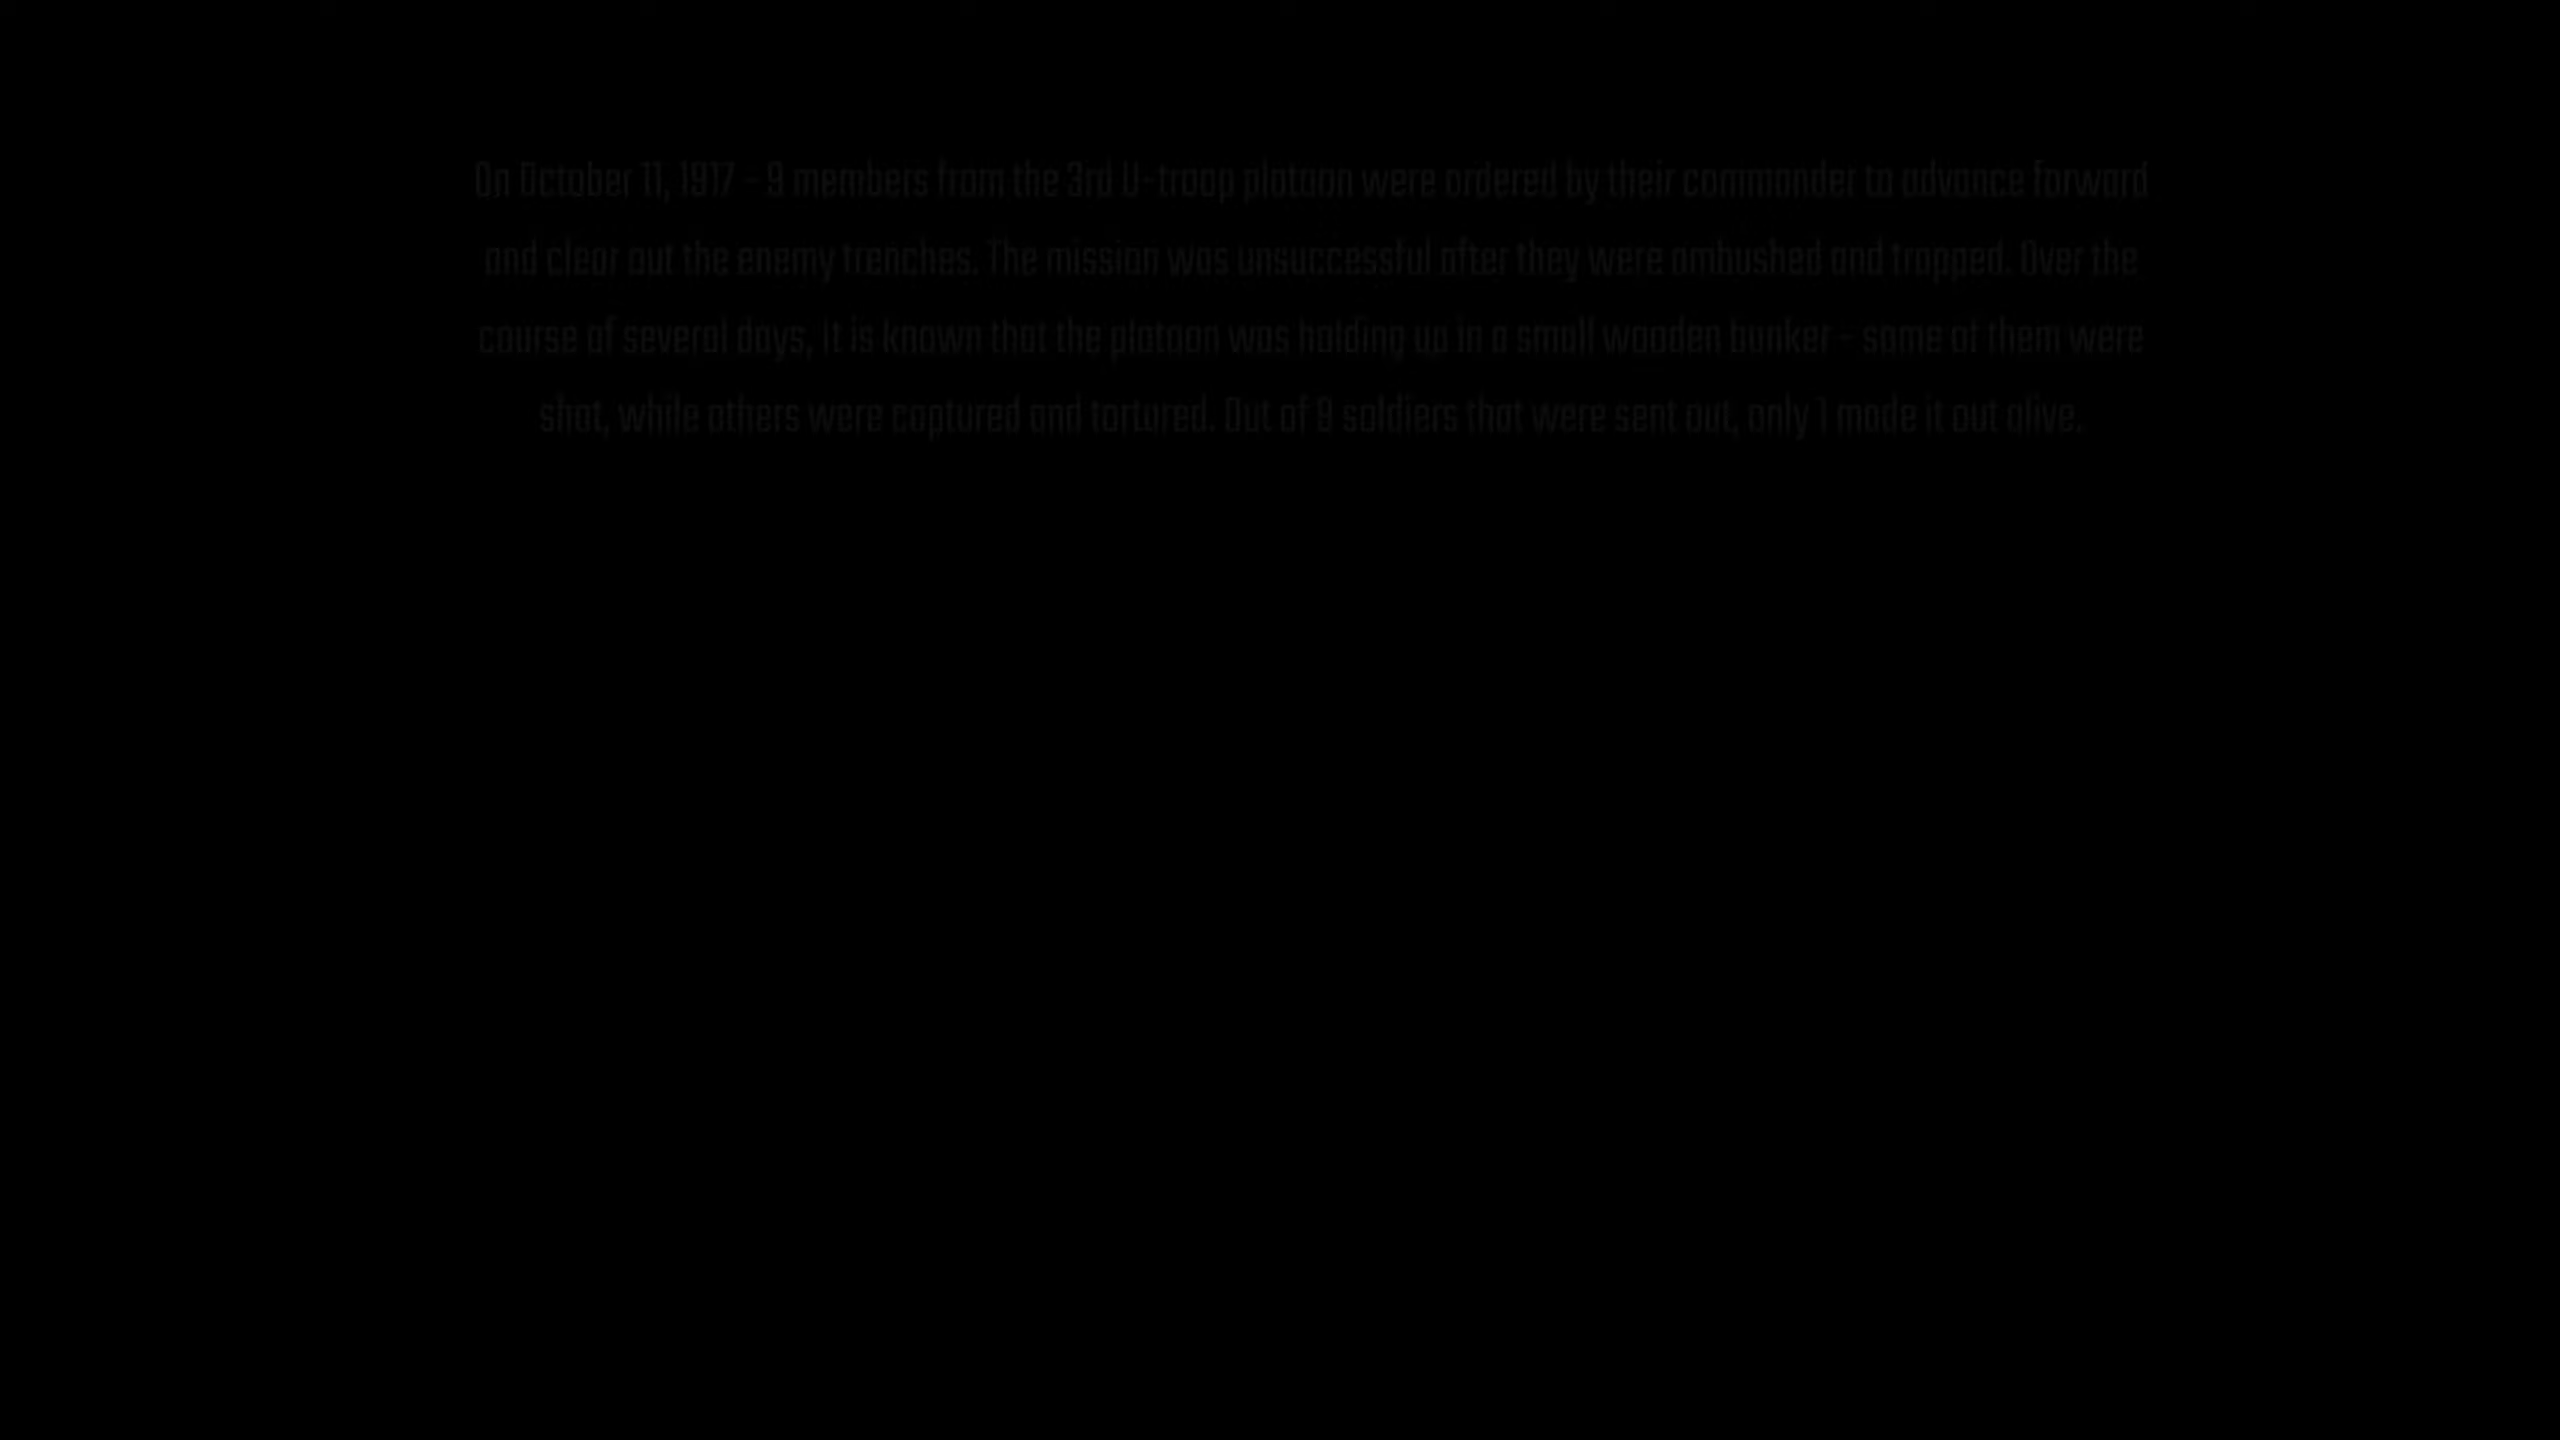 On October 11, 1917 - 9 members from the 3rd U-troop platoon were ordered by their commander to advance forward
and clear out the enemy trenches. The mission was unsuccessful after they were ambushed and trapped. Over the
course of several days, it is known that the platoon was holding up in a small wooden bunker - some of them were
shot, while others were captured and tortured. Out of 9 soldiers that were sent out, only 1 made it out alive.